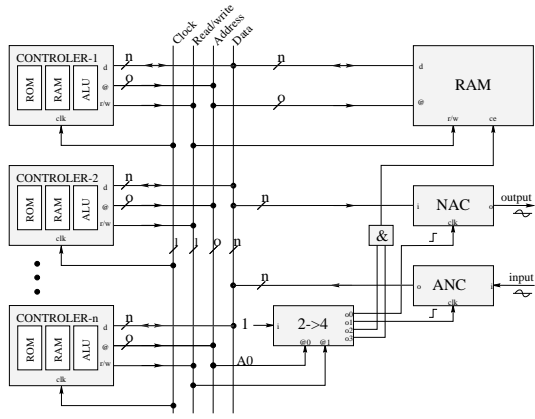 Clock
Read/write
Address
Data
CONTROLER-1
ROM
RAM
ALU
d
@
r/w
clk
n
o
n
o
d
@
RAM
r/w
ce
CONTROLER-2
ROM
RAM
ALU
d
@
r/w
clk
n
o
n
1
1
o
n
&
i
NAC
o
clk
output
n
o
ANC
i
clk
input
CONTROLER-n
ROM
RAM
ALU
d
@
r/w
clk
n
o
1
i
2->4
o0
o1
o2
o3
@0
@1
A0